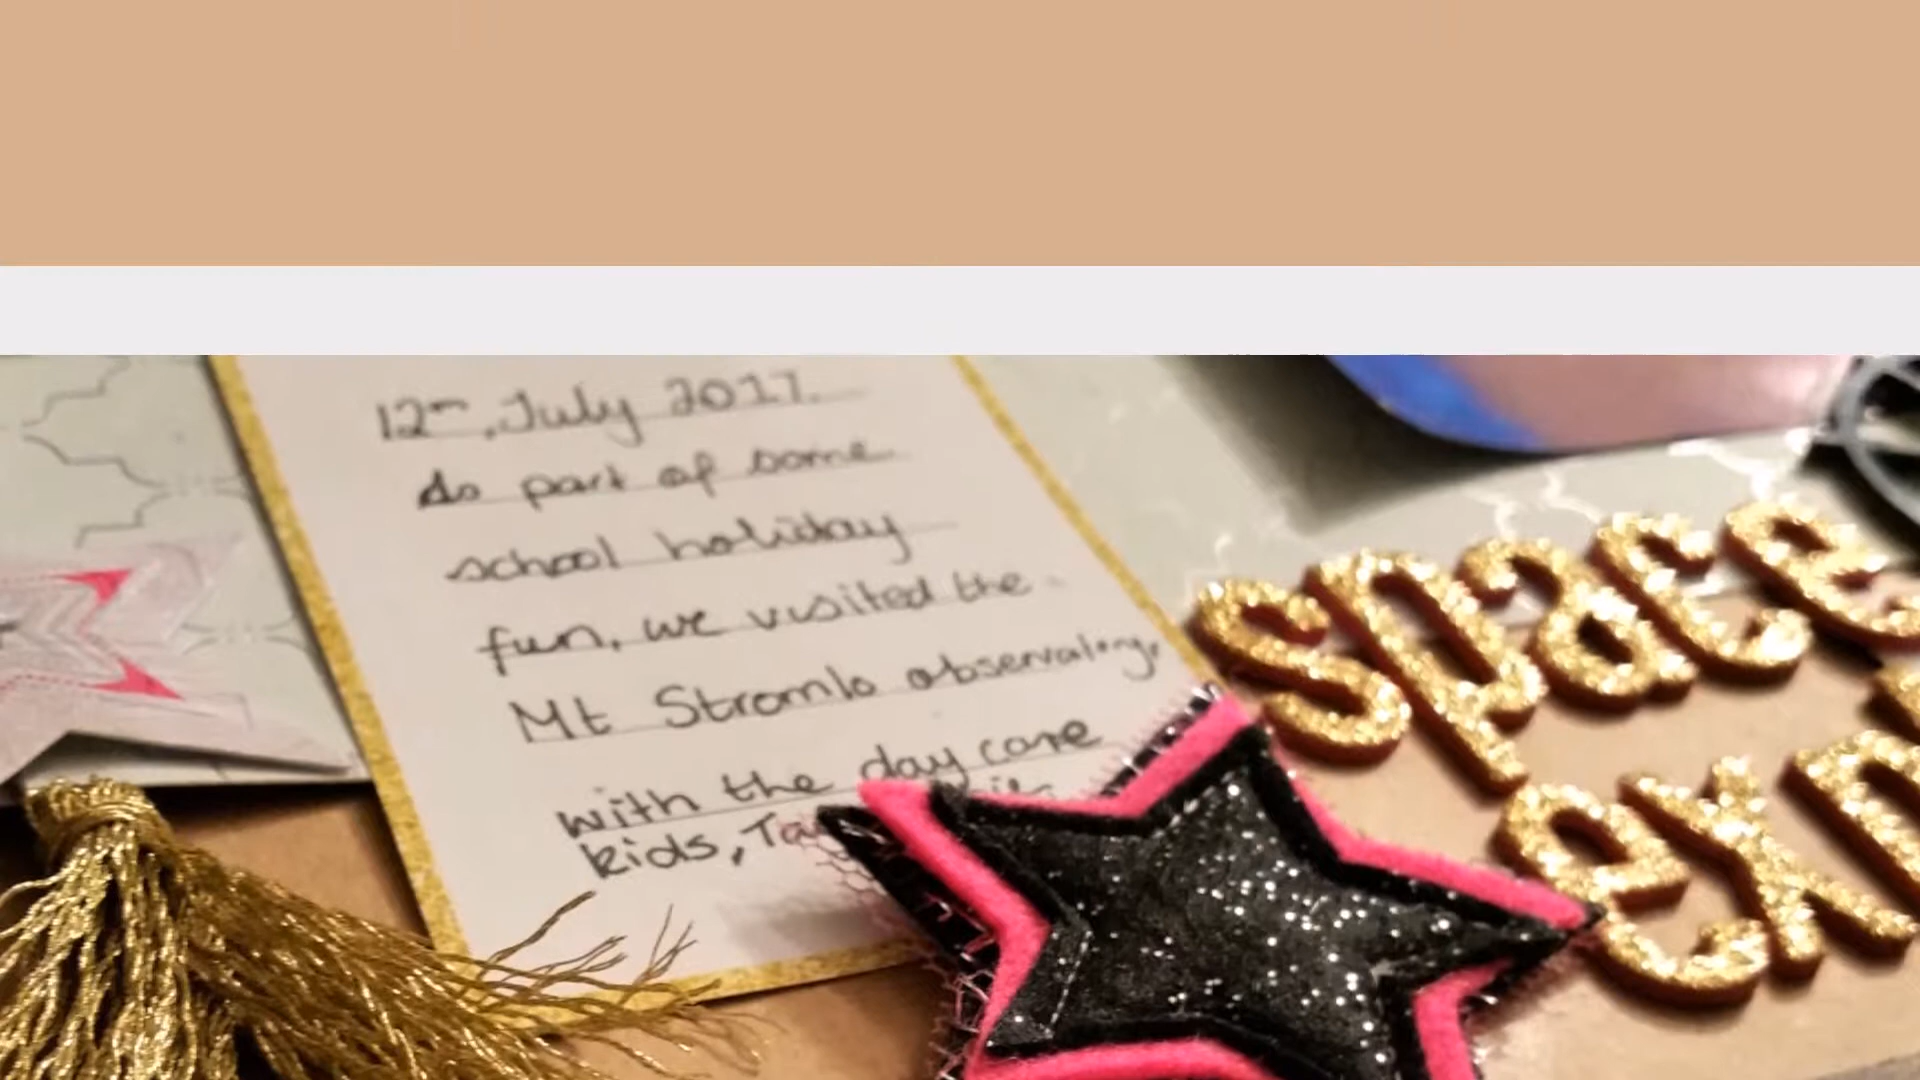 12th, July 2017.
As part of some
school holiday
fun, we visited the
Mt Stromlo observatory,
with the day care
kids,
space